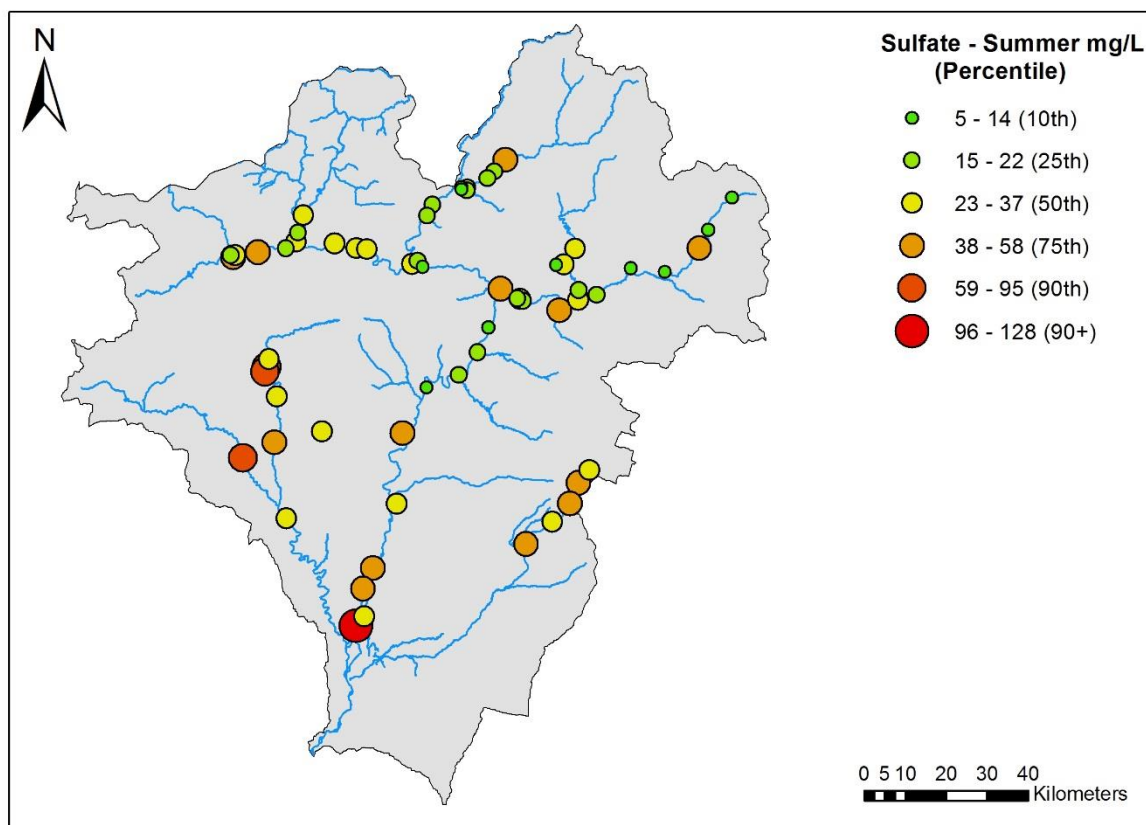 N
Sulfate - Summer mg/L
(Percentile)
5 - 14 (10th)
15 - 22 (25th)
23 - 37 (50th)
38 - 58 (75th)
59 - 95 (90th)
96 - 128 (90+)
0 5 10 20 30 40
Kilometers